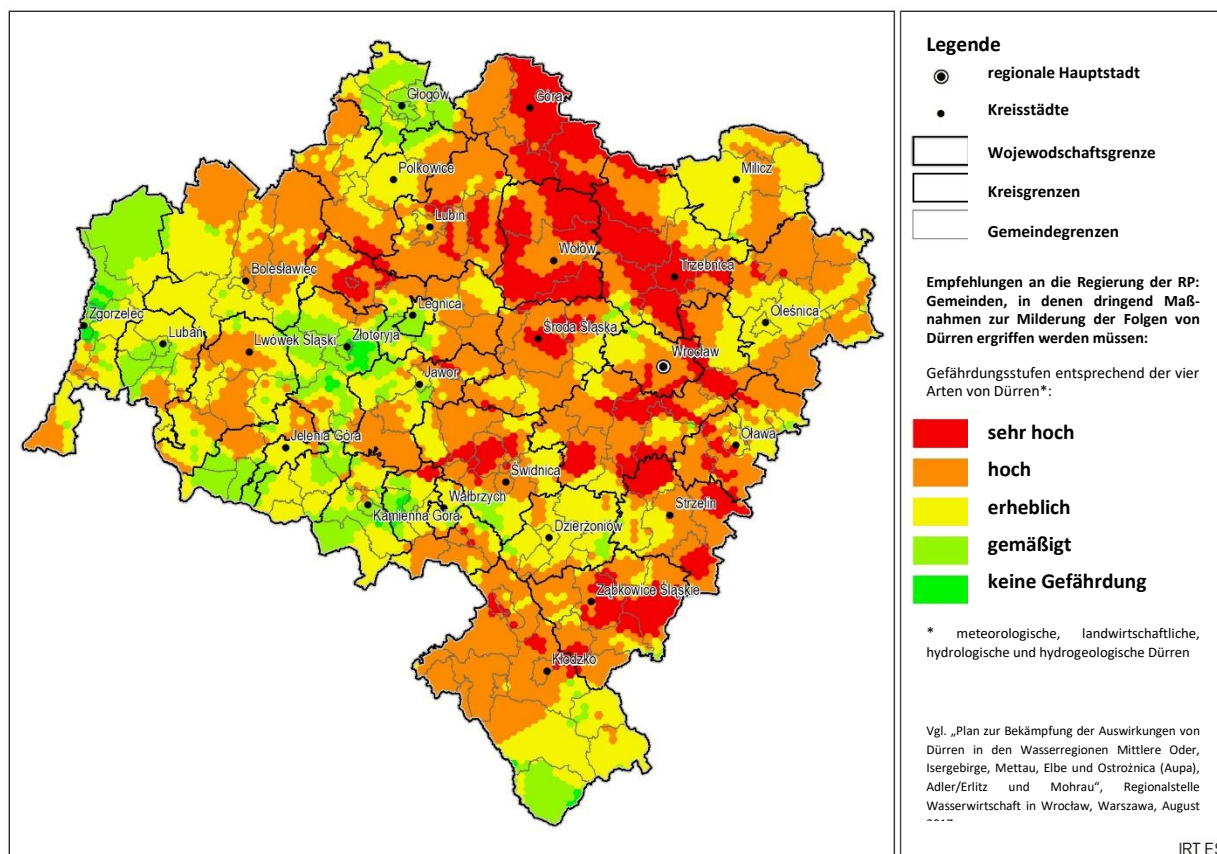 Głogów
Góra
Polkowice
Milicz
Lubin
Wołów
Trzebnica
Bolesławiec
Legnica
Oleśnica
Zgorzelec
Lubań
Lwówek Śląski
Złotoryja
Środa Śląska
Wrocław
Jawor
Jelenia Góra
Oława
Świdnica
Wałbrzych
Kamienna Góra
Strzelin
Dzierżoniów
Ząbkowice Śląskie
Kłodzko
Legende
regionale Hauptstadt
Kreisstädte
Wojewodschaftsgrenze
Kreisgrenzen
Gemeindegrenzen
Empfehlungen an die Regierung der RP:
Gemeinden, in denen dringend Maß-
nahmen zur Milderung der Folgen von
Dürren ergriffen werden müssen:
Gefährdungsstufen entsprechend der vier
Arten von Dürren*:
sehr hoch
hoch
erheblich
gemäßigt
keine Gefährdung
* meteorologische, landwirtschaftliche,
hydrologische und hydrogeologische Dürren
Vgl. „Plan zur Bekämpfung der Auswirkungen von
Dürren in den Wasserregionen Mittlere Oder,
Isergebirge, Mettau, Elbe und Ostrożnica (Aupa),
Adler/Erlitz und Mohrau“, Regionalstelle
Wasserwirtschaft in Wrocław, Warszawa, August
IRT ES